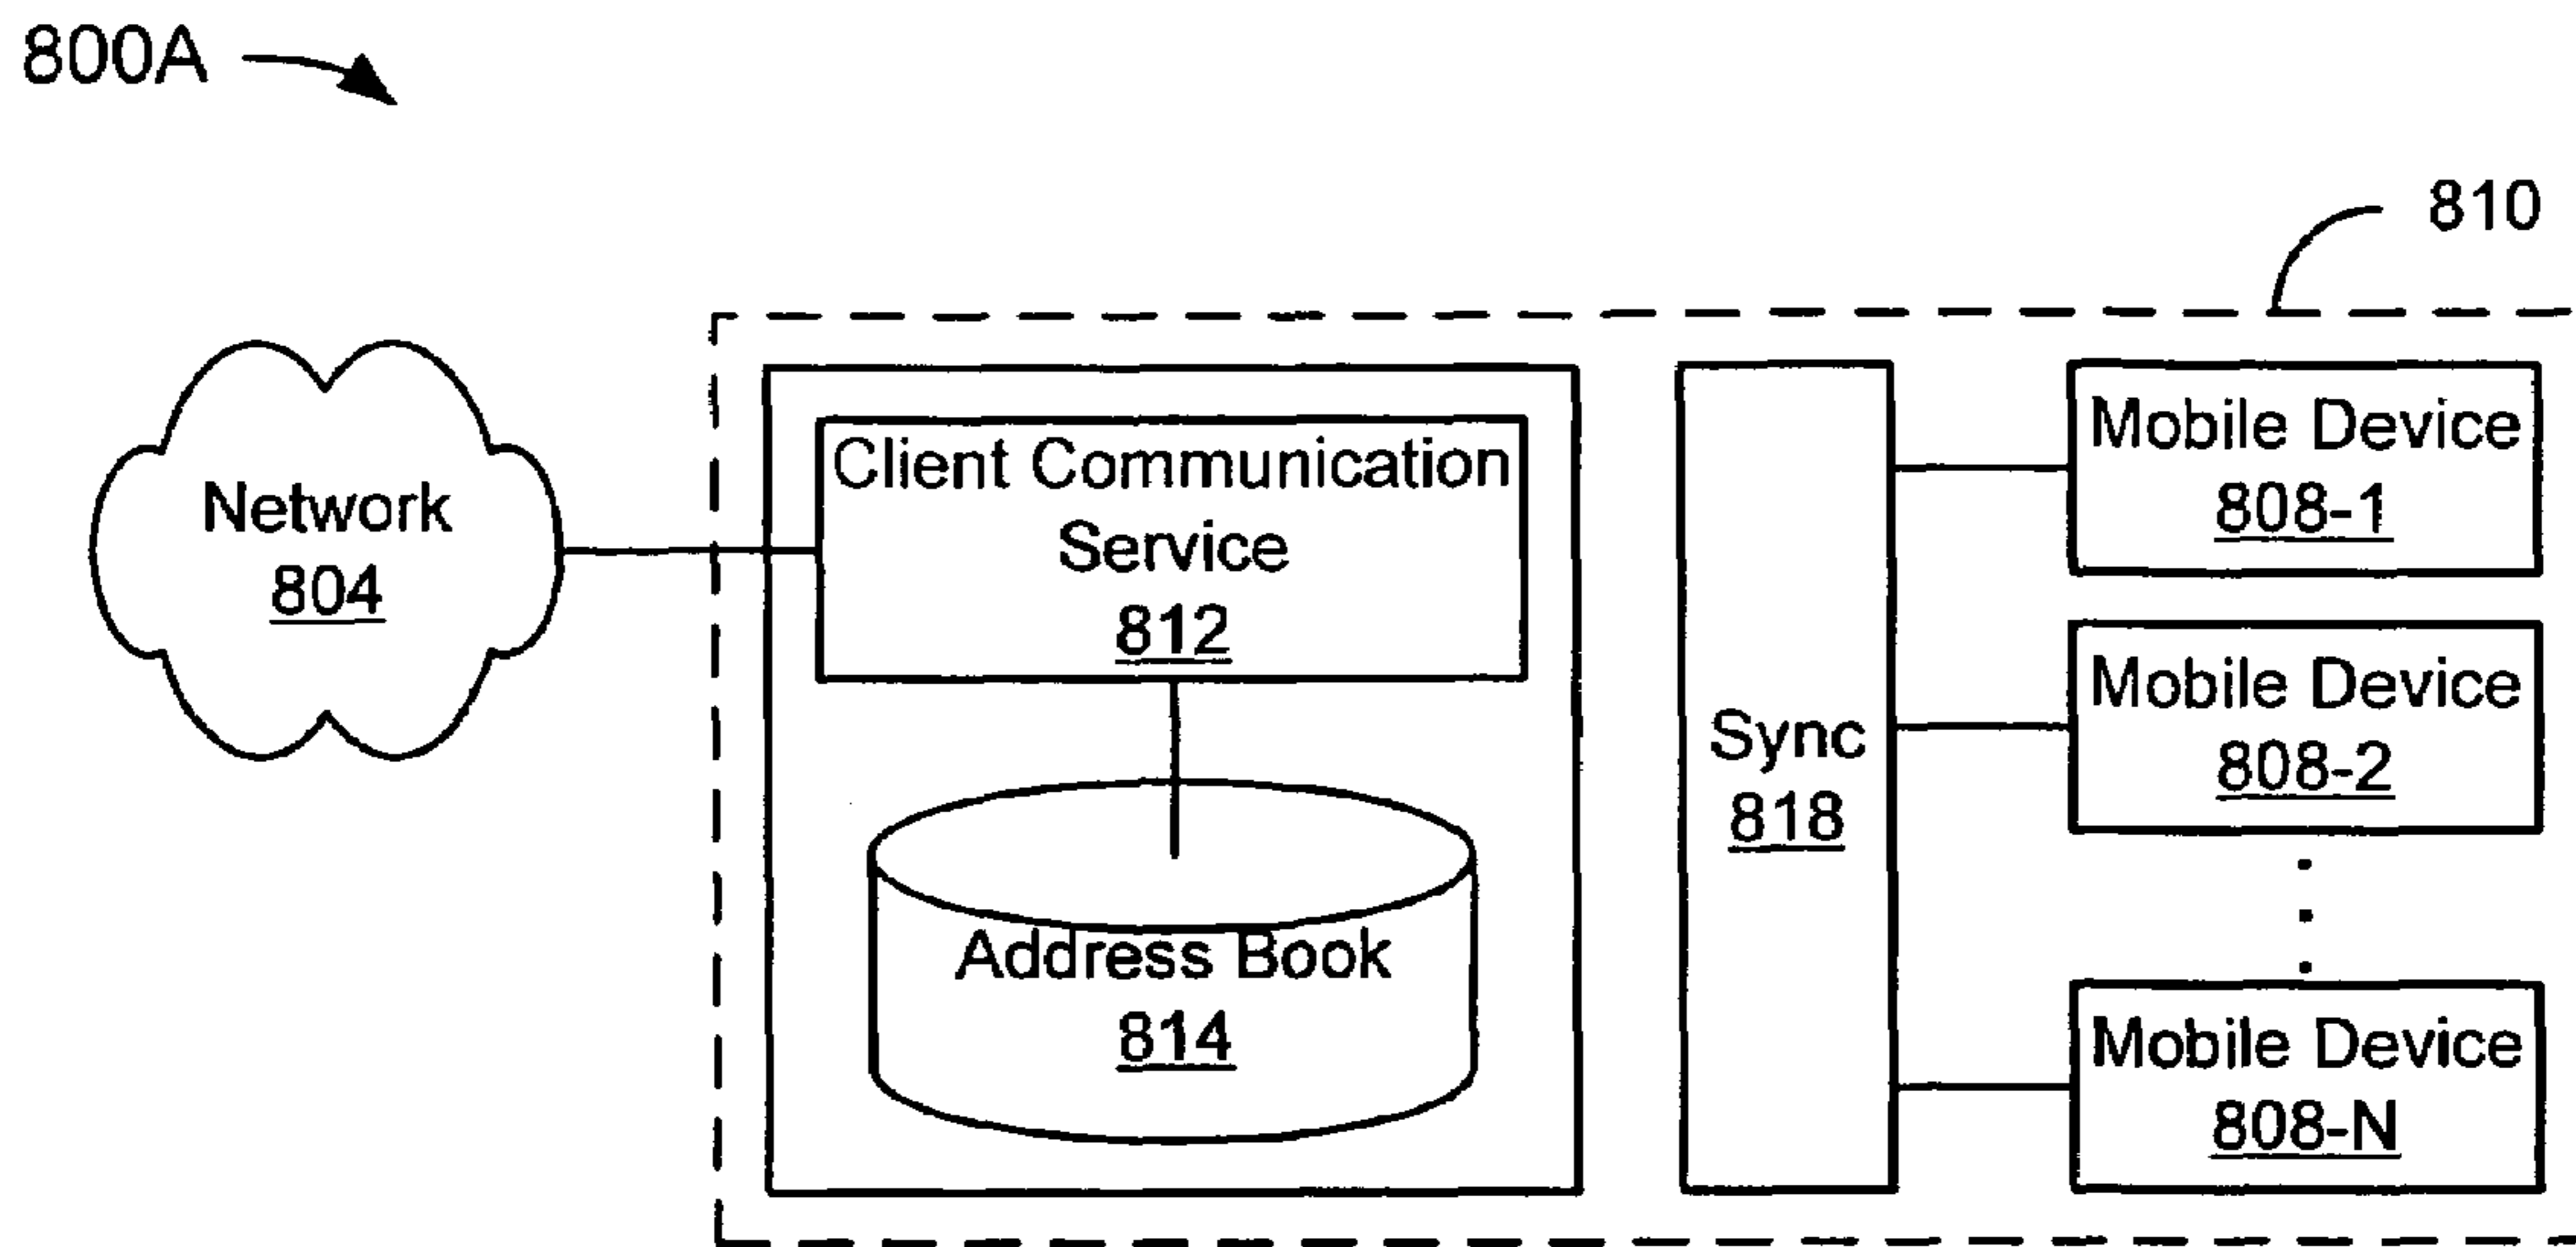 800A
810
Network
804
Client Communication
Service
812
Address Book
814
Sync
818
Mobile Device
808-1
Mobile Device
808-2
Mobile Device
808-N